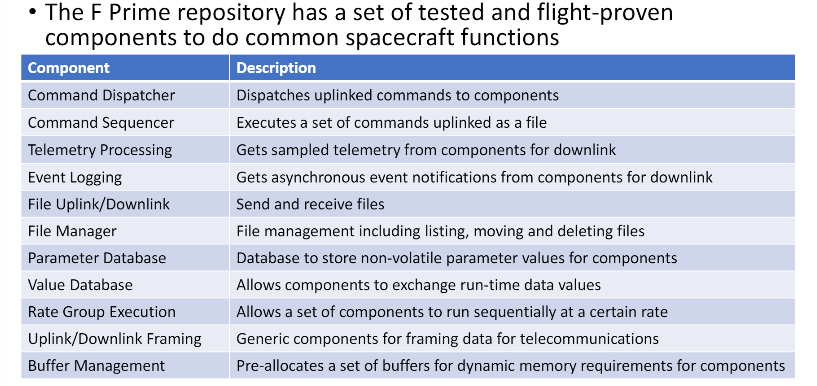 • The F Prime repository has a set of tested and flight-proven
components to do common spacecraft functions
Component Description
Command Dispatcher Dispatches uplinked commands to components
Command Sequencer Executes a set of commands uplinked as a file
Telemetry Processing Gets sampled telemetry from components for downlink
Event Logging Gets asynchronous event notifications from components for downlink
File Uplink/Downlink Send and receive files
File Manager File management including listing, moving and deleting files
Parameter Database Database to store non-volatile parameter values for components
Value Database Allows components to exchange run-time data values
Rate Group Execution Allows a set of components to run sequentially at a certain rate
Uplink/Downlink Framing Generic components for framing data for telecommunications
Buffer Management Pre-allocates a set of buffers for dynamic memory requirements for components